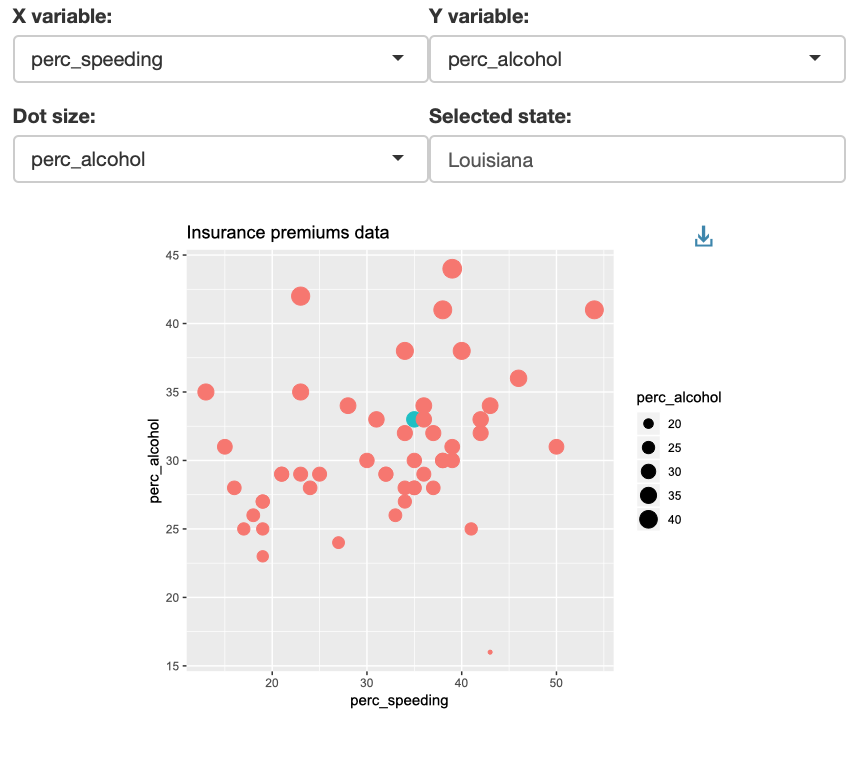 X variable:
Y variable:
perc_speeding
perc_alcohol
Dot size:
Selected state:
perc_alcohol
Louisiana
Insurance premiums data
45
40
35
30
25
20
15
perc_alcohol
20
30
40
50
perc_speeding
perc_alcohol
20
25
30
35
40